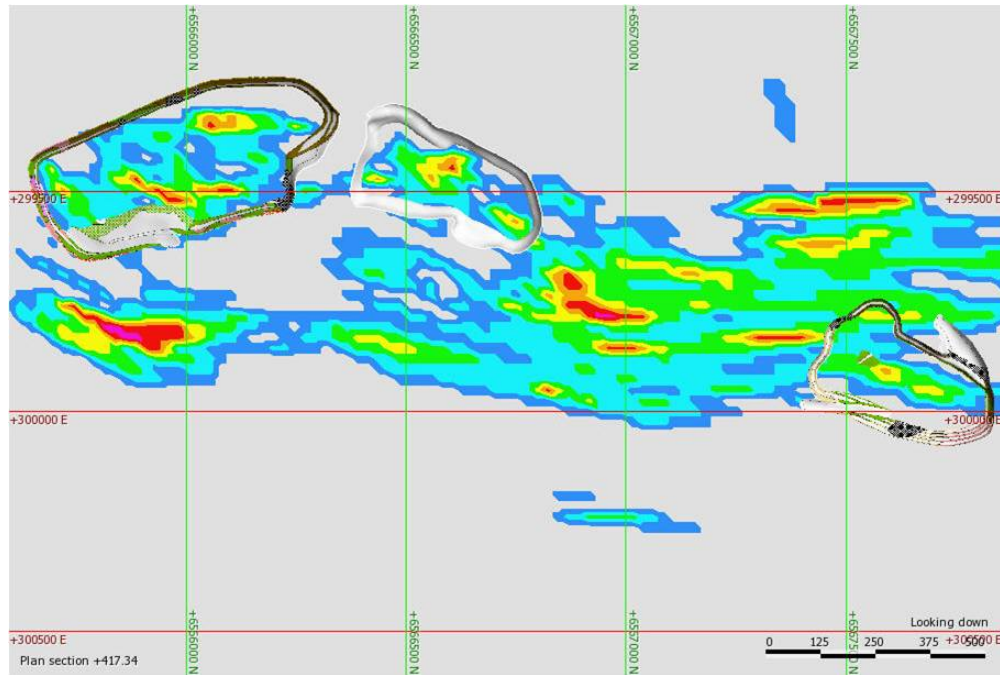 +6566000 N
+6566500 N
+6567000 N
+6567500 N
+299500 E
+299500 E
+300000 E
+300000 E
+6566000 N
+6566500 N
+6567000 N
+6567500 N
Looking down
0 125 250 375 500
+300500 E
+300500 E
Plan section +417.34